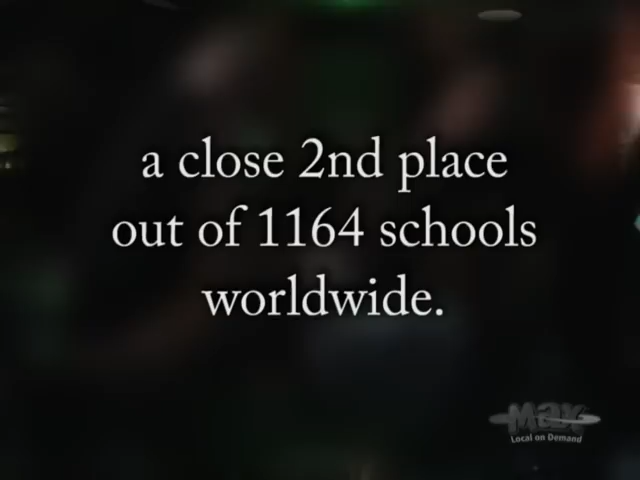 a close 2nd place
out of 1164 schools
worldwide.
Max
Local on Demand